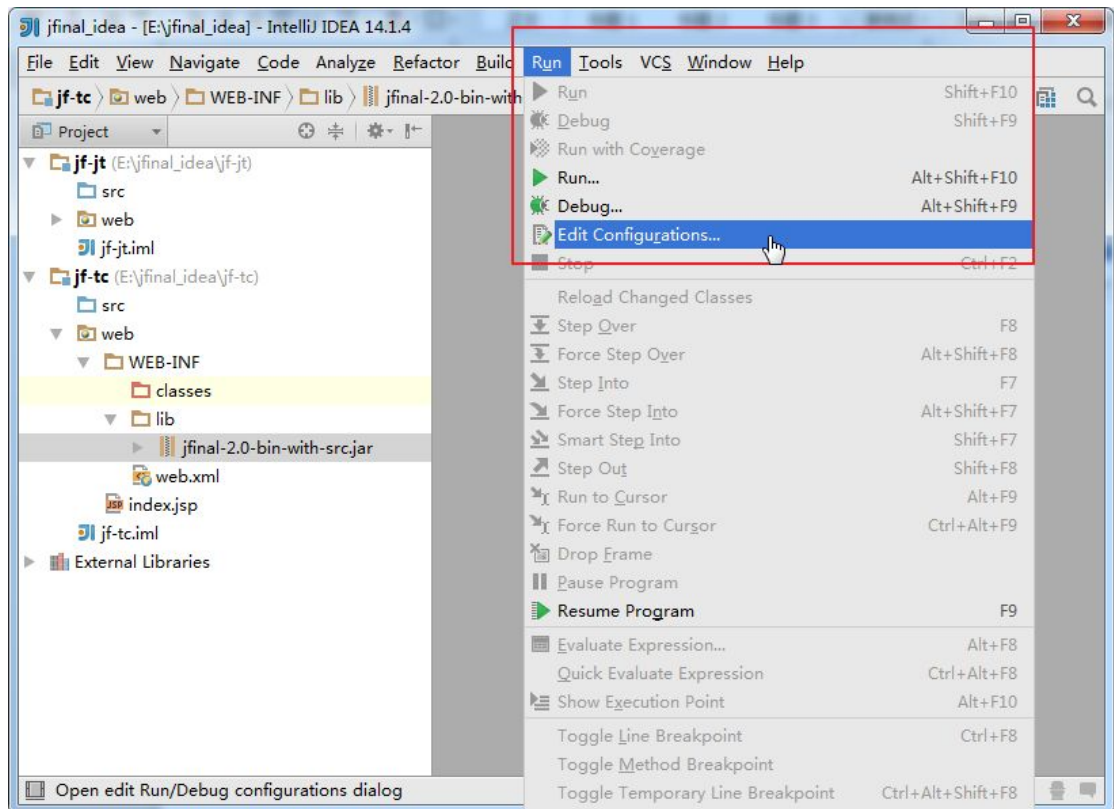 jfinal_idea - [E:\jfinal_idea] - IntelliJ IDEA 14.1.4
File Edit View Navigate Code Analyze Refactor Build Run Tools VCS Window Help
jf-tc web WEB-INF lib jfinal-2.0-bin-with
Project
jf-jt (E:\jfinal_idea\jf-jt)
src
web
jf-jt.iml
jf-tc (E:\jfinal_idea\jf-tc)
src
web
WEB-INF
classes
lib
jfinal-2.0-bin-with-src.jar
web.xml
index.jsp
jf-tc.iml
External Libraries
Run Shift+F10
Debug Shift+F9
Run with Coverage
Run... Alt+Shift+F10
Debug... Alt+Shift+F9
Edit Configurations...
Stop Ctrl+F2
Reload Changed Classes
Step Over F8
Force Step Over Alt+Shift+F8
Step Into F7
Force Step Into Alt+Shift+F7
Smart Step Into Shift+F7
Step Out Shift+F8
Run to Cursor Alt+F9
Force Run to Cursor Ctrl+Alt+F9
Drop Frame
Pause Program
Resume Program F9
Evaluate Expression... Alt+F8
Quick Evaluate Expression Ctrl+Alt+F8
Show Execution Point Alt+F10
Toggle Line Breakpoint Ctrl+F8
Toggle Method Breakpoint
Toggle Temporary Line Breakpoint Ctrl+Alt+Shift+F8
Open edit Run/Debug configurations dialog